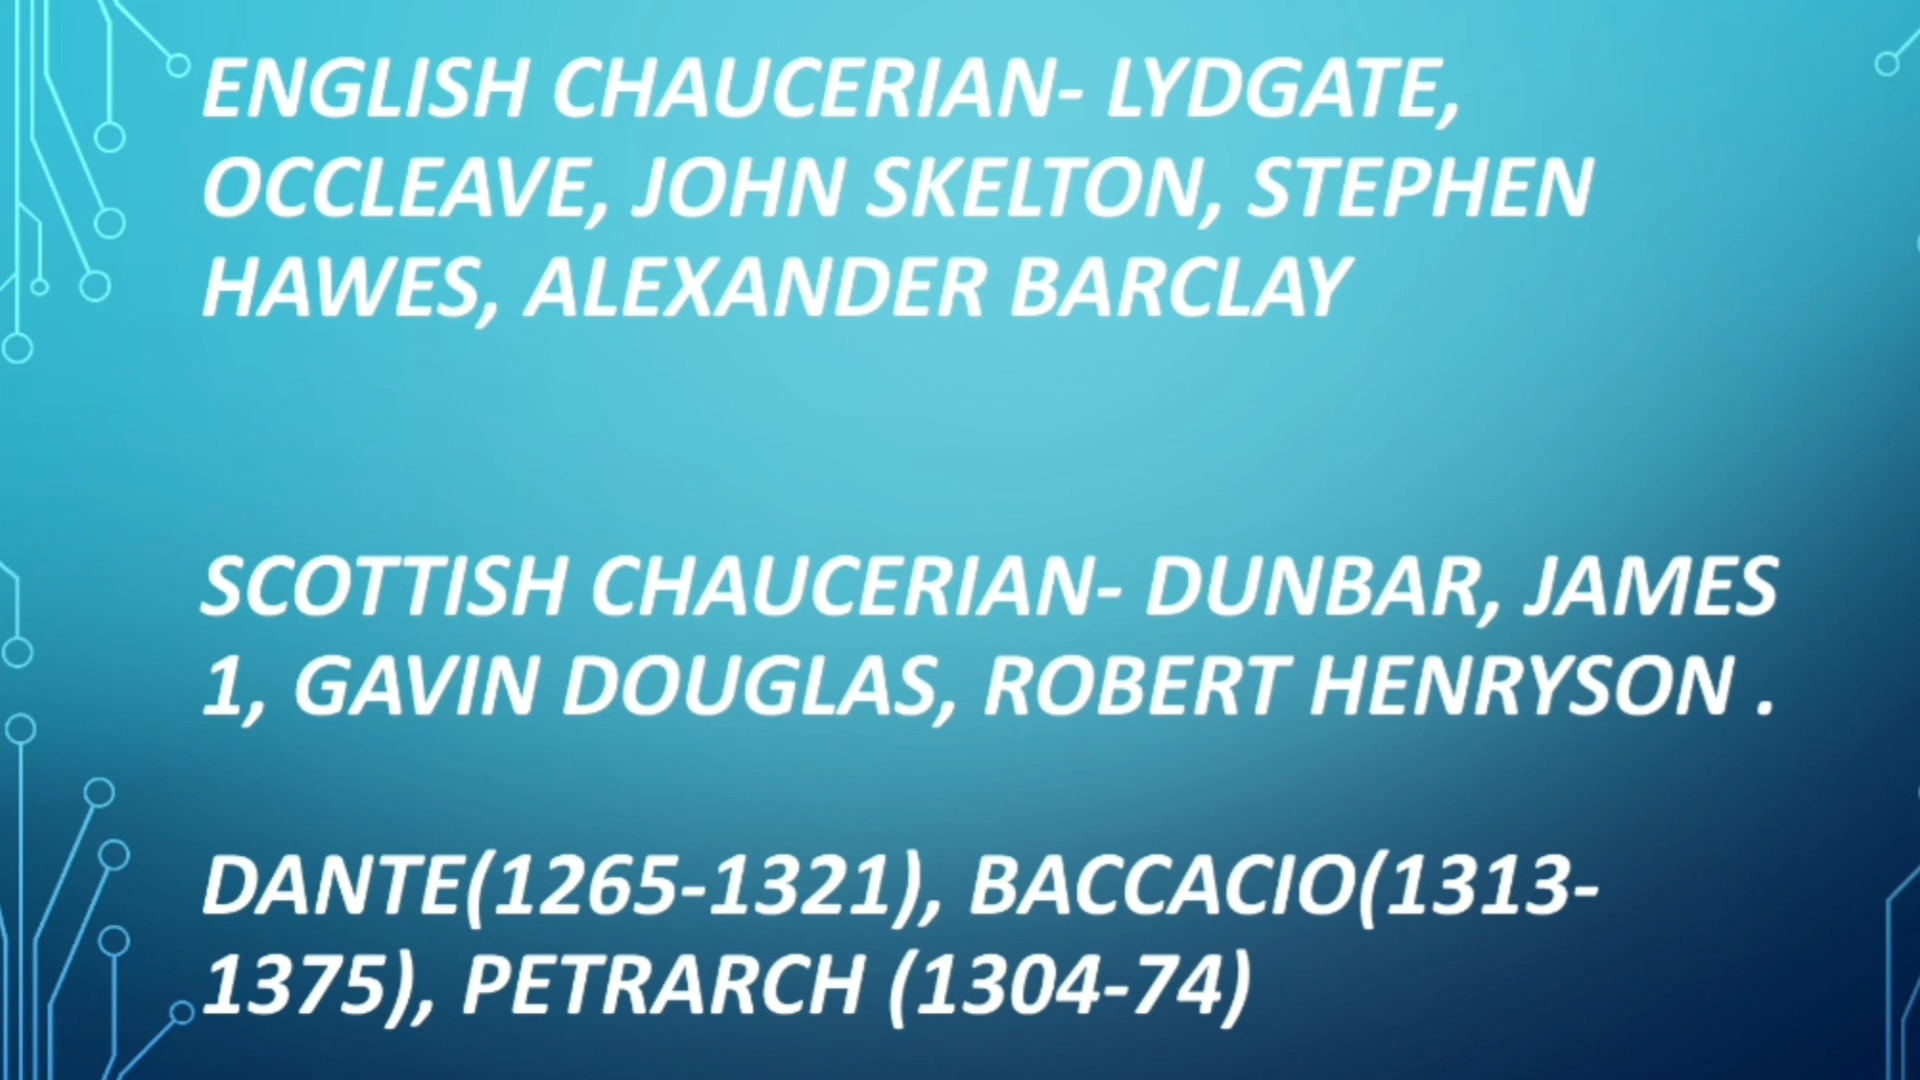 ENGLISH CHAUCERIAN- LYDGATE,
OCCLEAVE, JOHN SKELTON, STEPHEN
HAWES, ALEXANDER BARCLAY
SCOTTISH CHAUCERIAN- DUNBAR, JAMES
1, GAVIN DOUGLAS, ROBERT HENRYSON .
DANTE(1265-1321), BACCACIO(1313-
1375), PETRARCH (1304-74)